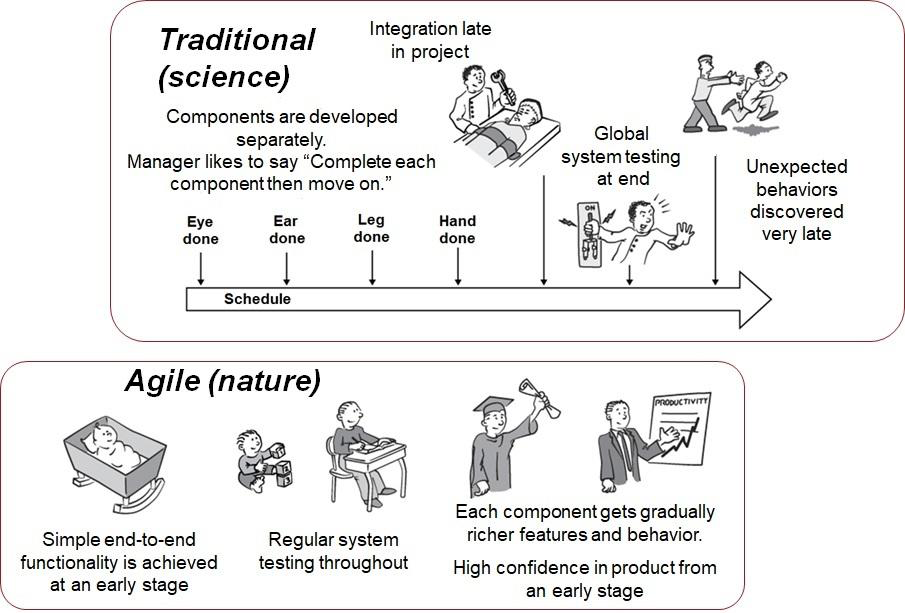 Traditional
(science)
Integration late
in project
Components are developed
separately.
Manager likes to say “Complete each
component then move on.”
Global
system testing
at end
Unexpected
behaviors
discovered
very late
Eye
done
Ear
done
Leg
done
Hand
done
ON
Schedule
Agile (nature)
PRODUCTIVITY
Simple end-to-end
functionality is achieved
at an early stage
Regular system
testing throughout
Each component gets gradually
richer features and behavior.
High confidence in product from
an early stage